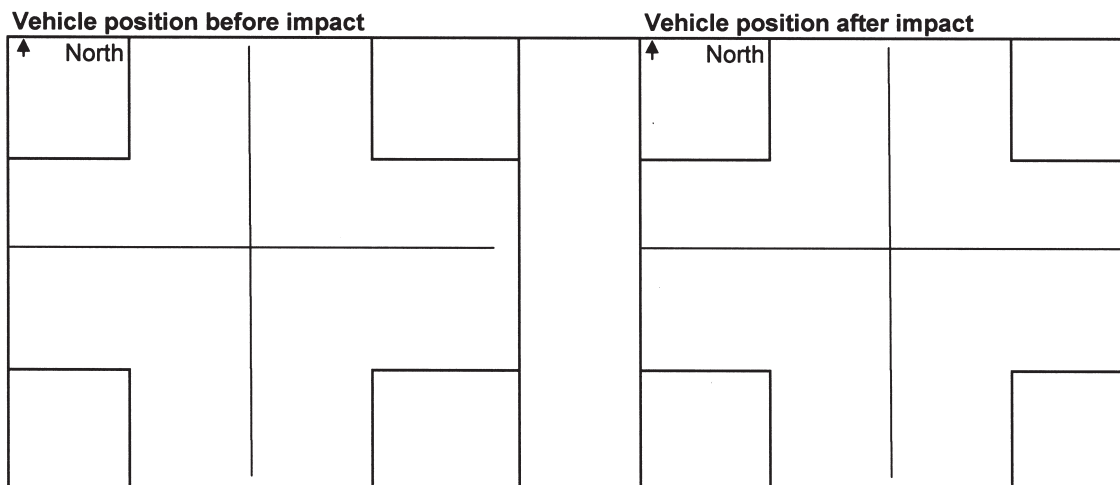 Vehicle position before impact
North
Vehicle position after impact
North